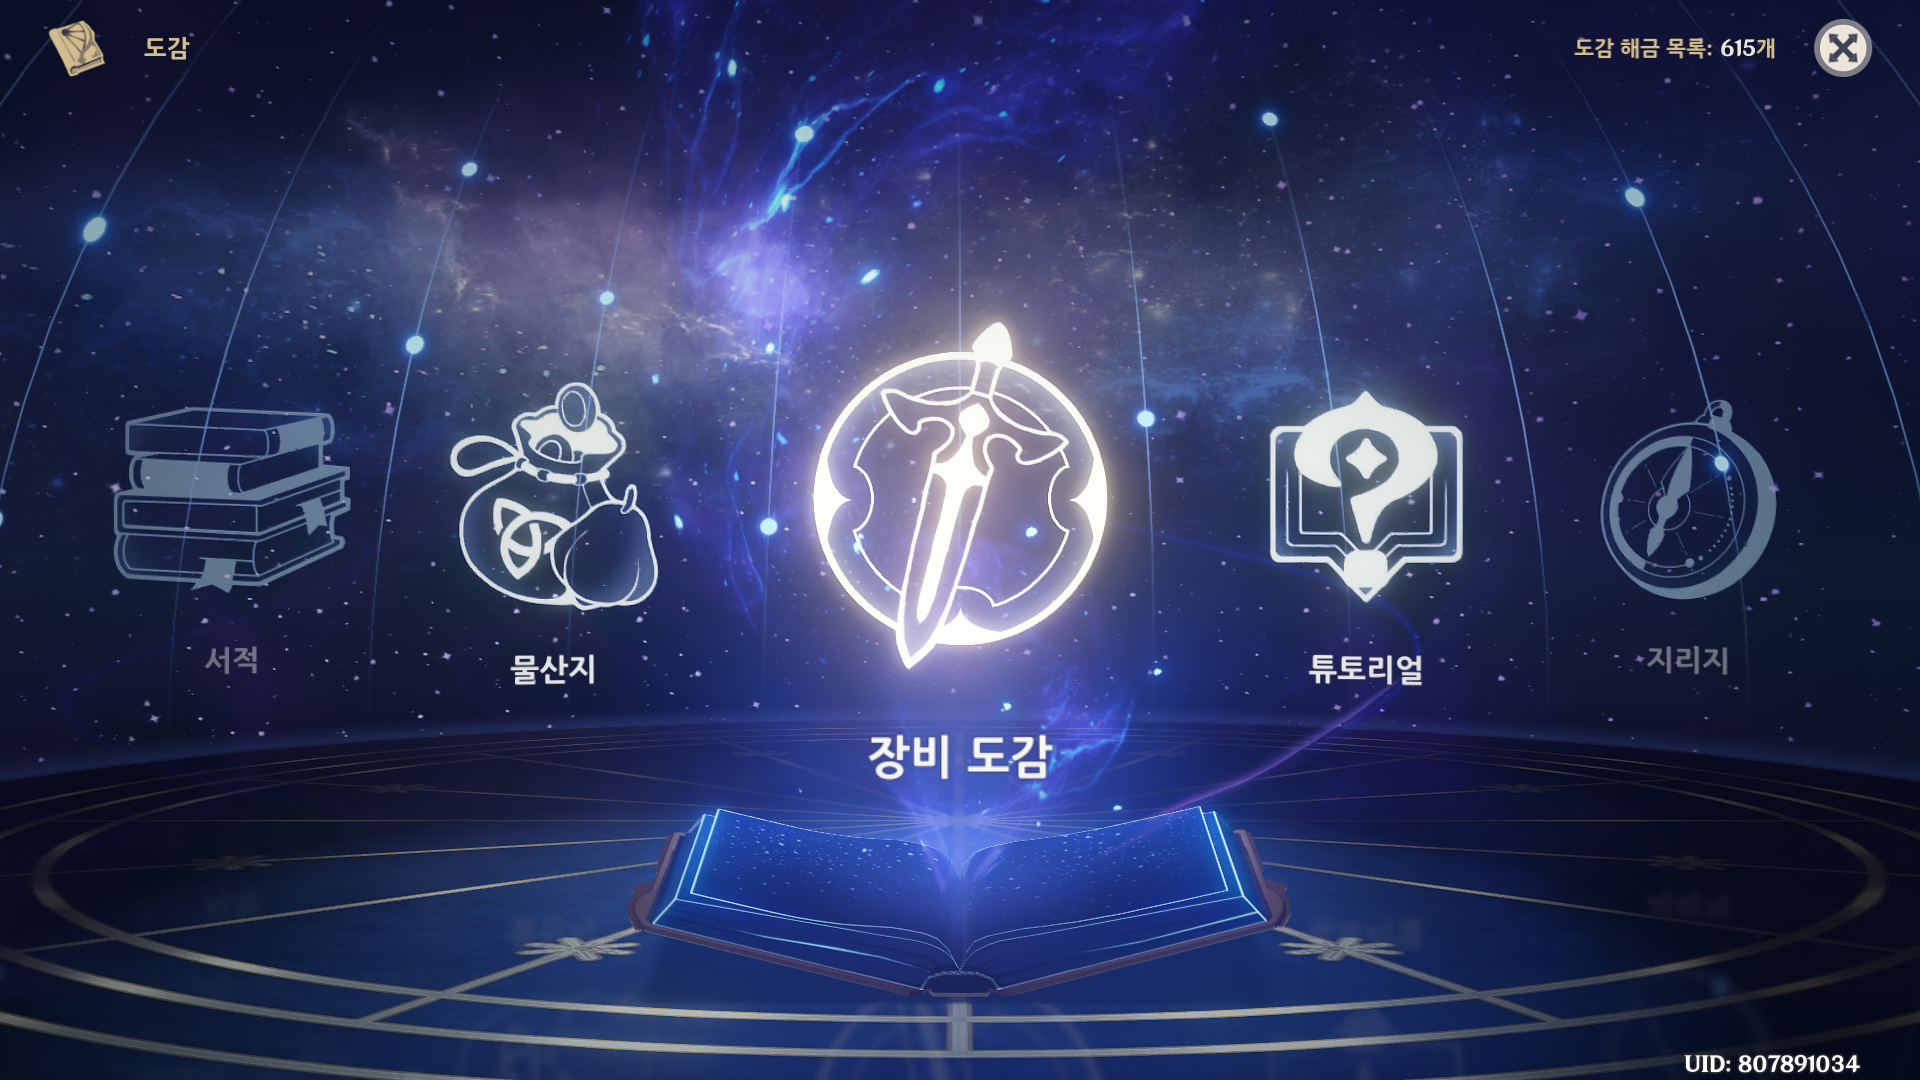 도감
도감 해금 목록: 615개
서적
물산지
장비 도감
튜토리얼
지리지
UID: 807891034